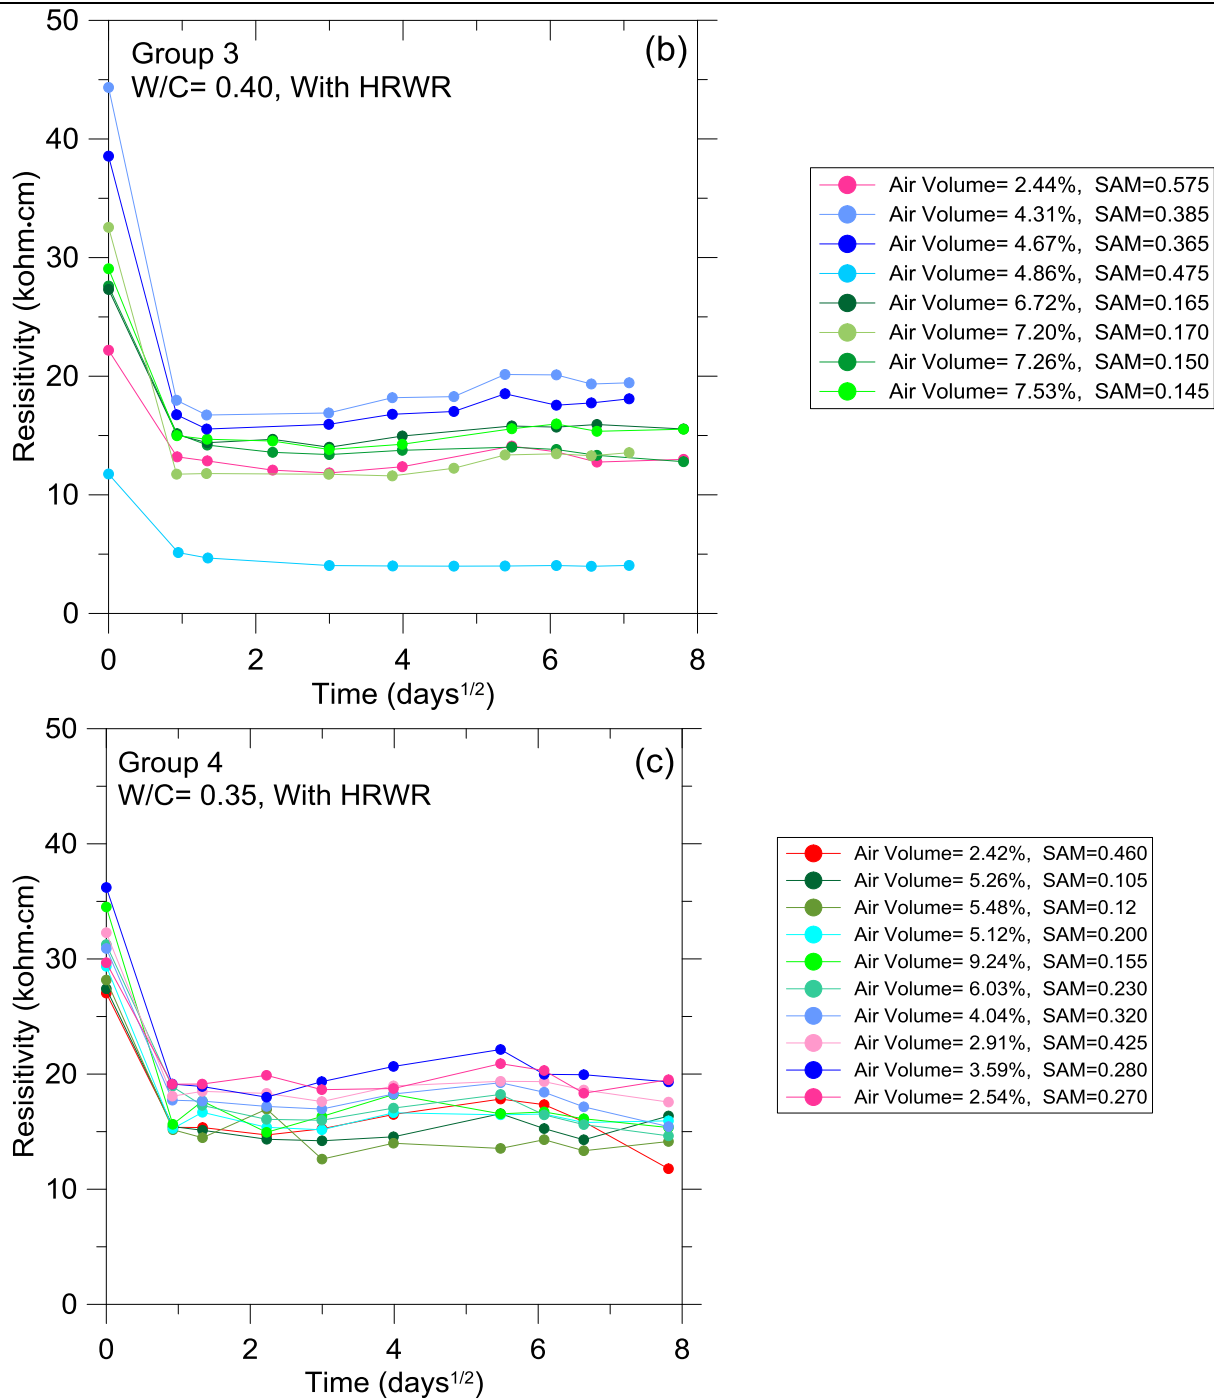 50
40
30
20
10
0
Resisitivity (kohm·cm)
Group 3
W/C= 0.40, With HRWR
(b)
0 2 4 6 8
Time (days1/2)
Air Volume= 2.44%, SAM=0.575
Air Volume= 4.31%, SAM=0.385
Air Volume= 4.67%, SAM=0.365
Air Volume= 4.86%, SAM=0.475
Air Volume= 6.72%, SAM=0.165
Air Volume= 7.20%, SAM=0.170
Air Volume= 7.26%, SAM=0.150
Air Volume= 7.53%, SAM=0.145
50
40
30
20
10
0
Resisitivity (kohm·cm)
Group 4
W/C= 0.35, With HRWR
(c)
0 2 4 6 8
Time (days1/2)
Air Volume= 2.42%, SAM=0.460
Air Volume= 5.26%, SAM=0.105
Air Volume= 5.48%, SAM=0.12
Air Volume= 5.12%, SAM=0.200
Air Volume= 9.24%, SAM=0.155
Air Volume= 6.03%, SAM=0.230
Air Volume= 4.04%, SAM=0.320
Air Volume= 2.91%, SAM=0.425
Air Volume= 3.59%, SAM=0.280
Air Volume= 2.54%, SAM=0.270